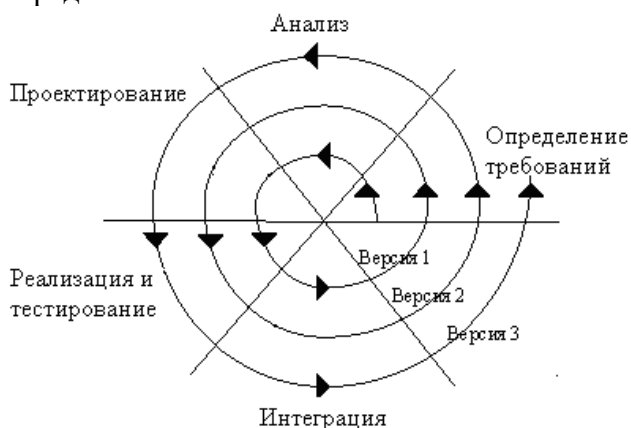 Анализ
Проектирование
Определение
требований
Версия 1
Реализация и
тестирование
Версия 2
Версия 3
Интеграция